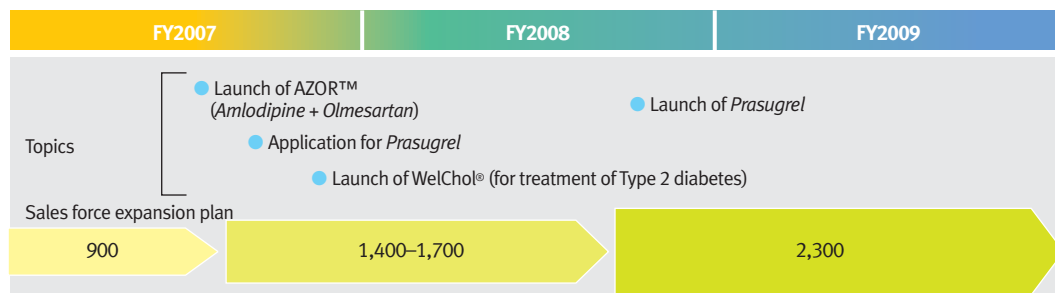 FY2007 FY2008 FY2009
Launch of AZOR™
(Amlodipine + Olmesartan)
Launch of Prasugrel
Topics
Application for Prasugrel
Launch of WelChol® (for treatment of Type 2 diabetes)
Sales force expansion plan
900 1,400–1,700 2,300